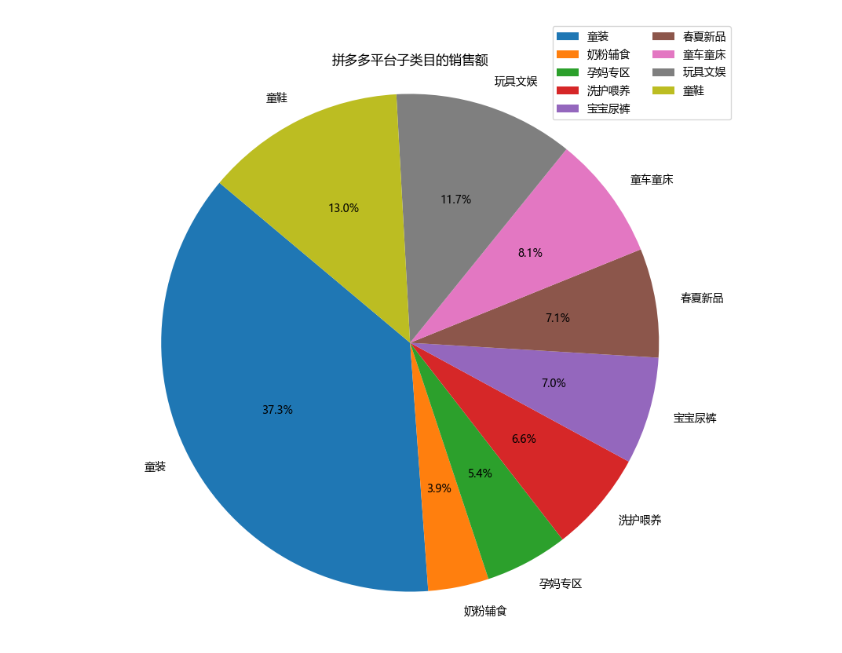 拼多多平台子类目的销售额
童装
奶粉辅食
孕妈专区
洗护喂养
宝宝尿裤
春夏新品
童车童床
玩具文娱
童鞋
玩具文娱
童鞋
童车童床
春夏新品
宝宝尿裤
洗护喂养
孕妈专区
奶粉辅食
童装
11.7%
13.0%
8.1%
7.1%
7.0%
37.3%
6.6%
5.4%
3.9%